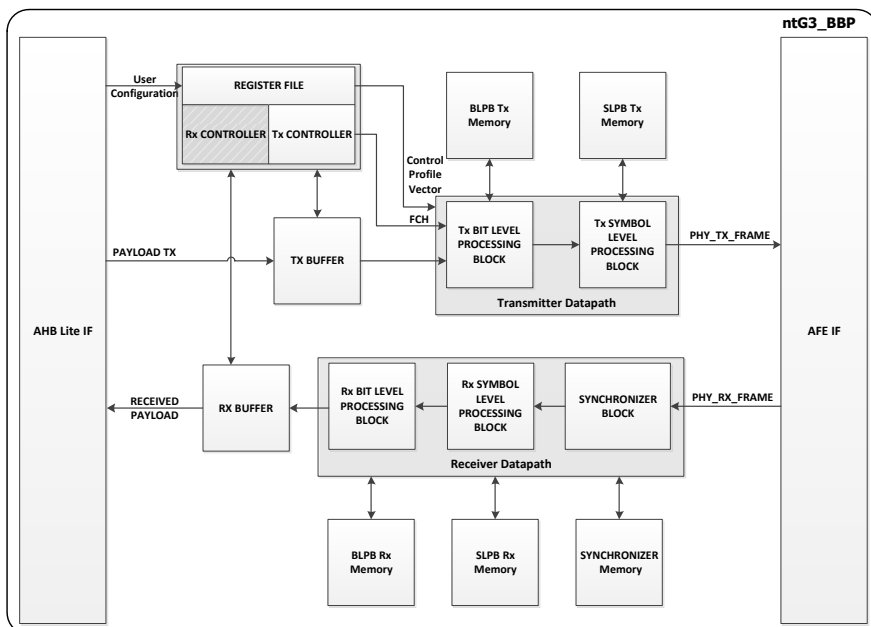 ntG3_BBP
AHB Lite IF
User
Configuration
REGISTER FILE
Rx CONTROLLER
Tx CONTROLLER
BLPB Tx
Memory
SLPB Tx
Memory
Control
Profile
Vector
FCH
PAYLOAD TX
TX BUFFER
Tx BIT LEVEL
PROCESSING
BLOCK
Tx SYMBOL
LEVEL
PROCESSING
BLOCK
Transmitter Datapath
PHY_TX_FRAME
AFE IF
RECEIVED
PAYLOAD
RX BUFFER
Rx BIT LEVEL
PROCESSING
BLOCK
Rx SYMBOL
LEVEL
PROCESSING
BLOCK
SYNCHRONIZER
BLOCK
Receiver Datapath
PHY_RX_FRAME
BLPB Rx
Memory
SLPB Rx
Memory
SYNCHRONIZER
Memory